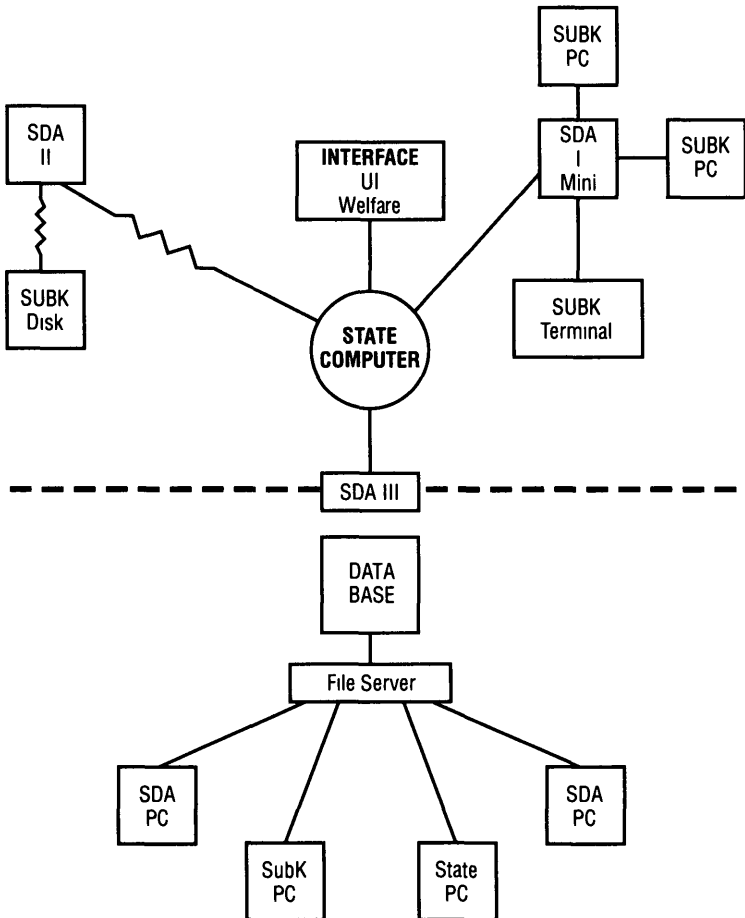 SUBK
PC
SDA
II
INTERFACE
UI
Welfare
SDA
I
Mini
SUBK
PC
SUBK
Disk
STATE
COMPUTER
SUBK
Terminal
SDA III
DATA
BASE
File Server
SDA
PC
SDA
PC
SubK
PC
State
PC